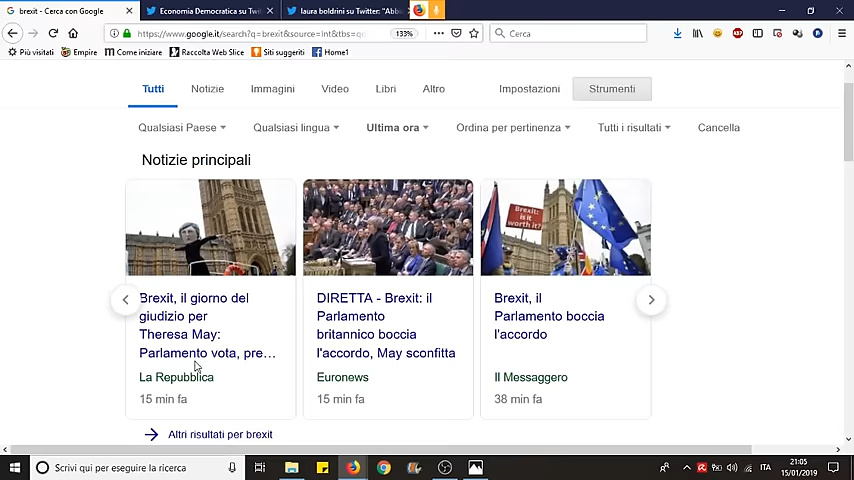 brexit - Cerca con Google
Economia Democratica su Twit
laura boldrini su Twitter: "Abbi
https://www.google.it/search?q=brexit&source=lnt&tbs=q
133%
Cerca
Più visitati
Empire
Come iniziare
Raccolta Web Slice
Siti suggeriti
Home1
Tutti
Notizie
Immagini
Video
Libri
Altro
Impostazioni
Strumenti
Qualsiasi Paese
Qualsiasi lingua
Ultima ora
Ordina per pertinenza
Tutti i risultati
Cancella
Notizie principali
Brexit: is it worth it?
Brexit, il giorno del
giudizio per
Theresa May:
Parlamento vota, pre…
La Repubblica
15 min fa
DIRETTA - Brexit: il
Parlamento
britannico boccia
l'accordo, May sconfitta
Euronews
15 min fa
Brexit, il
Parlamento boccia
l'accordo
Il Messaggero
38 min fa
Altri risultati per brexit
Scrivi qui per eseguire la ricerca
ITA
21:05
15/01/2019